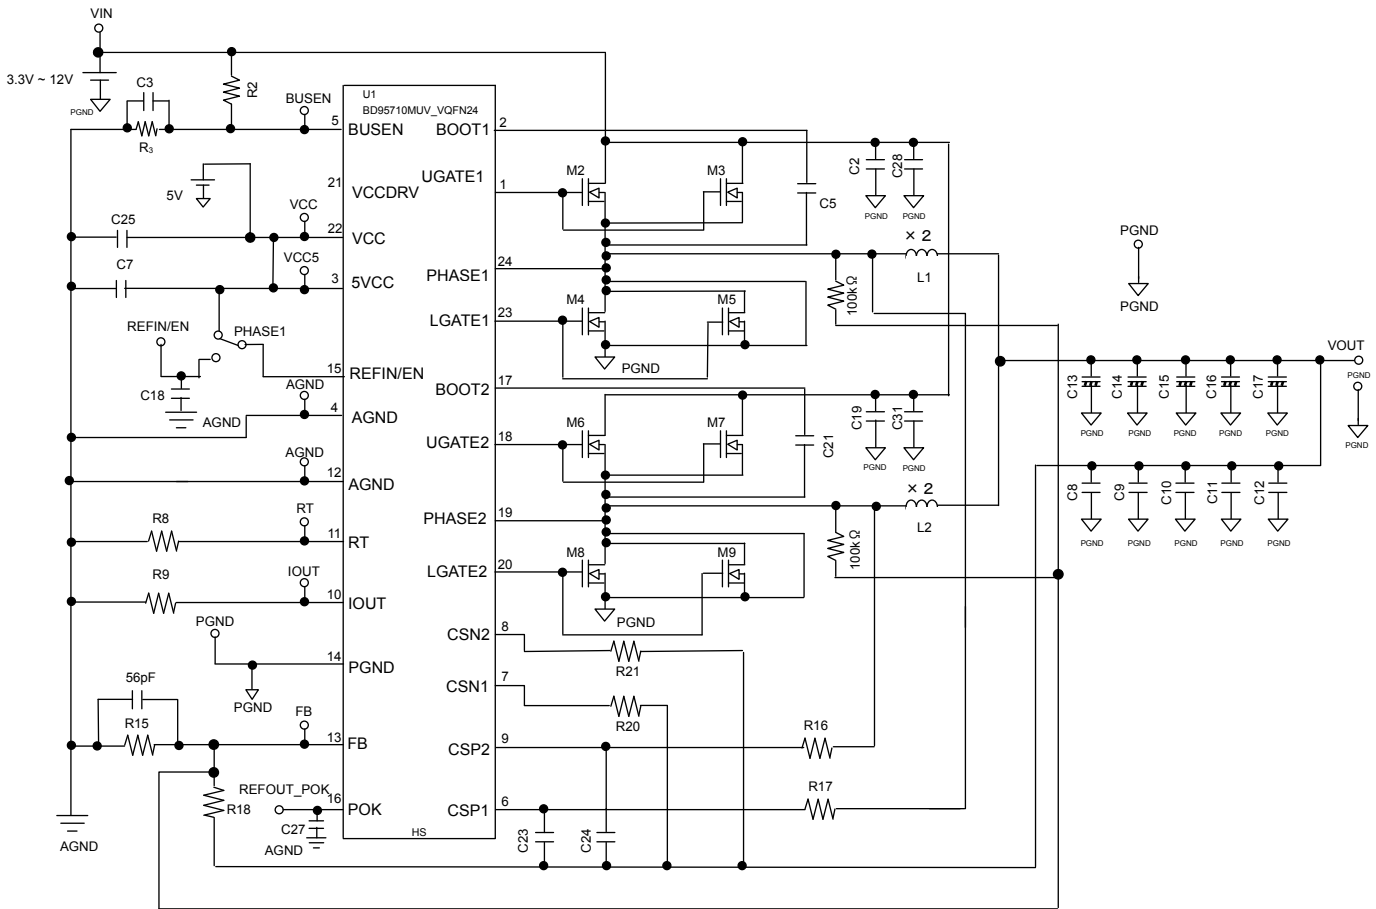 VIN
3.3V ~ 12V
PGND
C3
R3
R2
BUSEN
U1
BD95710MUV_VQFN24
5
BUSEN
BOOT1
2
21
VCCDRV
UGATE1
1
M2
M3
C5
C2
C28
PGND
PGND
5V
VCC
C25
22
VCC
VCC5
C7
3
5VCC
PHASE1
24
× 2
L1
100kΩ
PGND
PGND
M4
M5
LGATE1
23
PGND
REFIN/EN
PHASE1
15
REFIN/EN
C18
AGND
AGND
4
AGND
BOOT2
17
VOUT
PGND
PGND
C13
C14
C15
C16
C17
PGND
PGND
PGND
PGND
PGND
M6
M7
UGATE2
18
C21
C19
C31
PGND
PGND
AGND
12
AGND
C8
C9
C10
C11
C12
PGND
PGND
PGND
PGND
PGND
× 2
L2
100kΩ
PHASE2
19
R8
RT
11
RT
M8
M9
LGATE2
20
PGND
R9
IOUT
10
IOUT
CSN2
8
R21
PGND
14
PGND
PGND
CSN1
7
R20
56pF
R15
FB
13
FB
CSP2
9
R16
R18
REFOUT_POK
16
POK
C27
AGND
CSP1
6
R17
C23
C24
HS
AGND